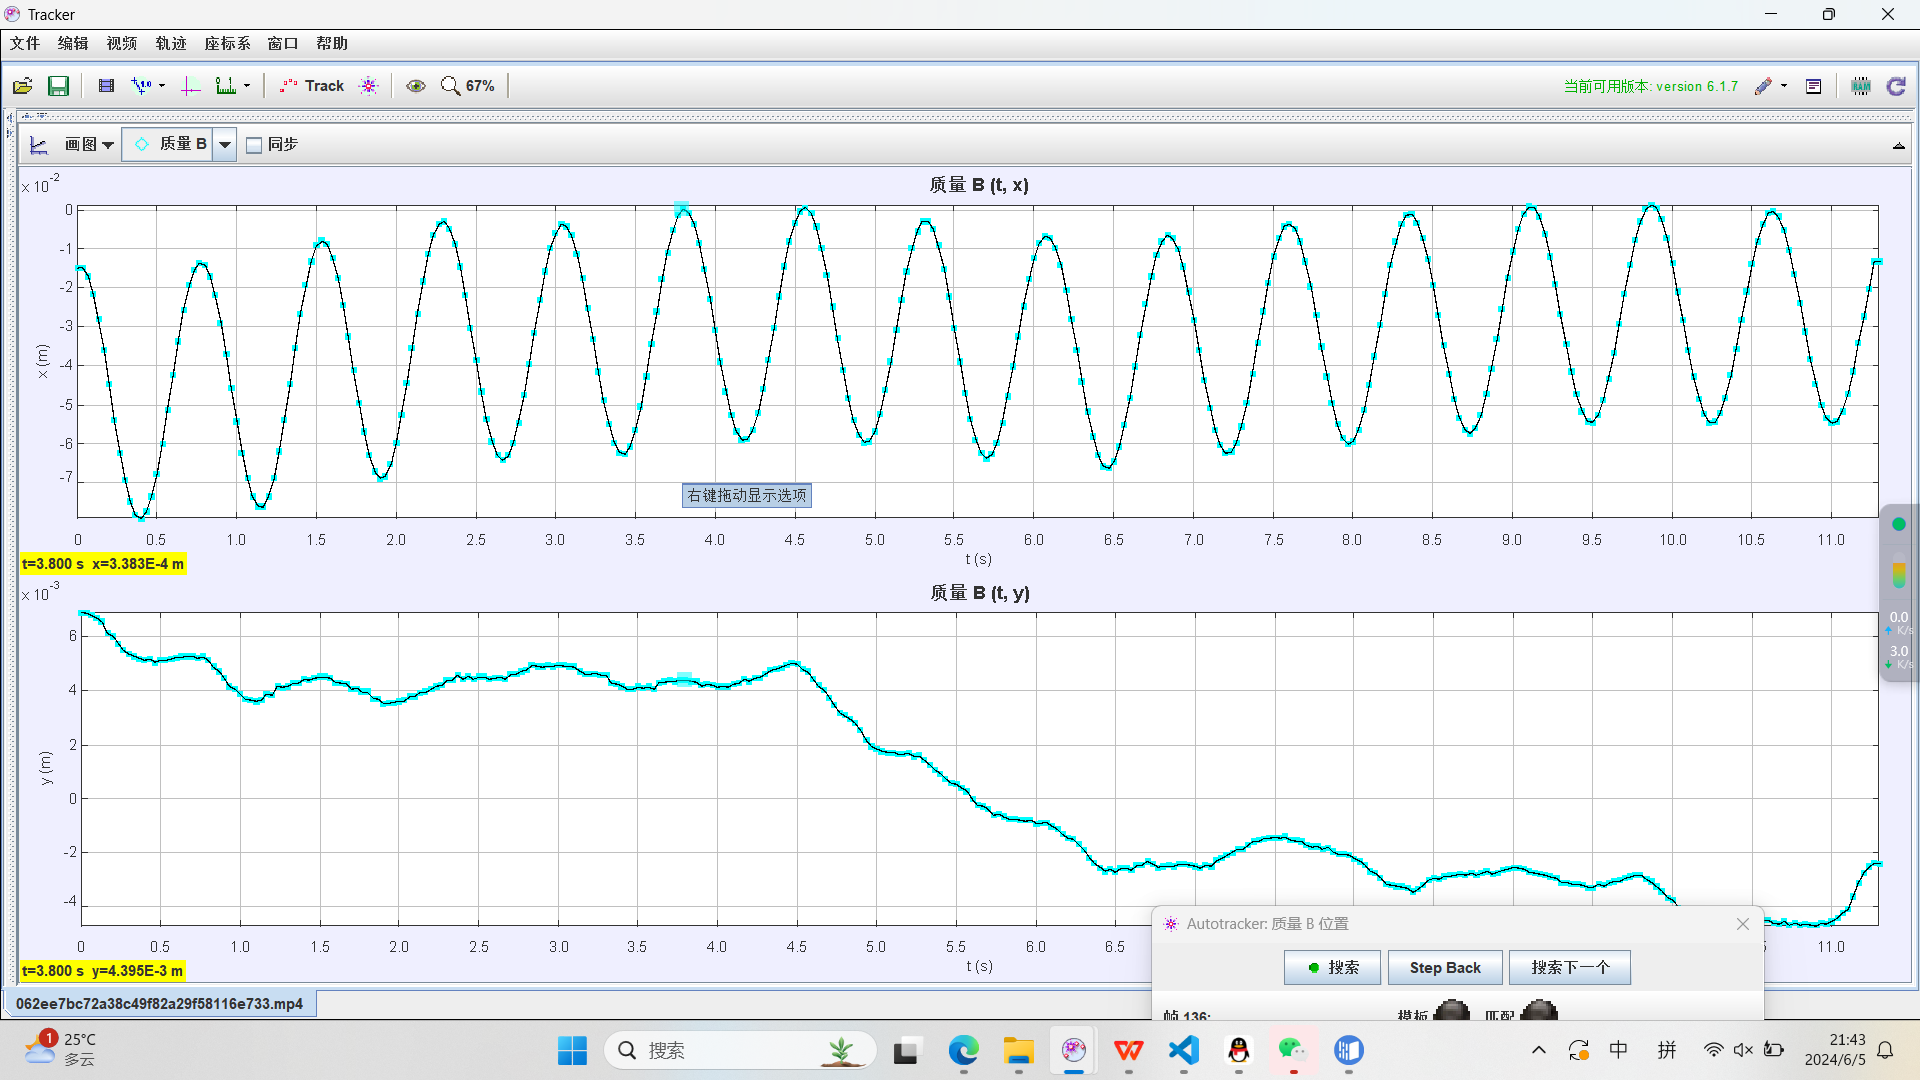 Tracker
文件 编辑 视频 轨迹 座标系 窗口 帮助
Track 67% 当前可用版本: version 6.1.7
画图 质量 B 同步
质量 B (t, x)
x 10-2
0
-1
-2
-3
-4
-5
-6
-7
x (m)
右键拖动显示选项
0 0.5 1.0 1.5 2.0 2.5 3.0 3.5 4.0 4.5 5.0 5.5 6.0 6.5 7.0 7.5 8.0 8.5 9.0 9.5 10.0 10.5 11.0
t (s)
t=3.800 s x=3.383E-4 m
质量 B (t, y)
x 10-3
6
4
2
0
-2
-4
y (m)
0 0.5 1.0 1.5 2.0 2.5 3.0 3.5 4.0 4.5 5.0 5.5 6.0 6.5 11.0
t (s)
t=3.800 s y=4.395E-3 m
0.0
K/s
3.0
K/s
Autotracker: 质量 B 位置
搜索 Step Back 搜索下一个
帧 136: 模板 匹配
062ee7bc72a38c49f82a29f58116e733.mp4
1
25°C
多云
搜索
中 拼
21:43
2024/6/5